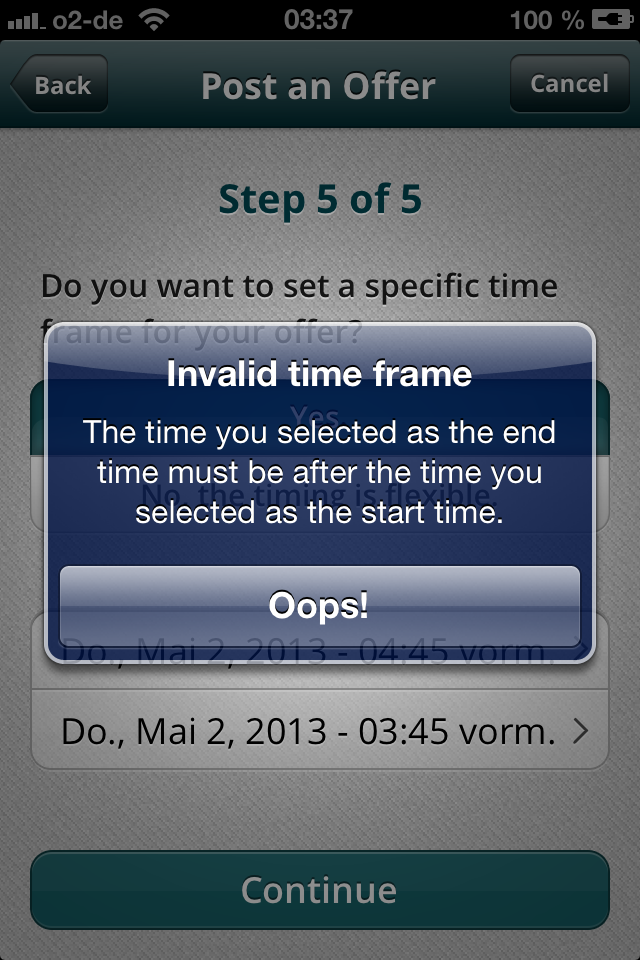 o2-de 03:37 100 %
Back Post an Offer Cancel
Step 5 of 5
Do you want to set a specific time
frame for your offer?
Invalid time frame
Yes
The time you selected as the end
time must be after the time you
No, the timing is flexible.
selected as the start time.
Oops!
Do., Mai 2, 2013 - 04:45 vorm.
Do., Mai 2, 2013 - 03:45 vorm.
Continue